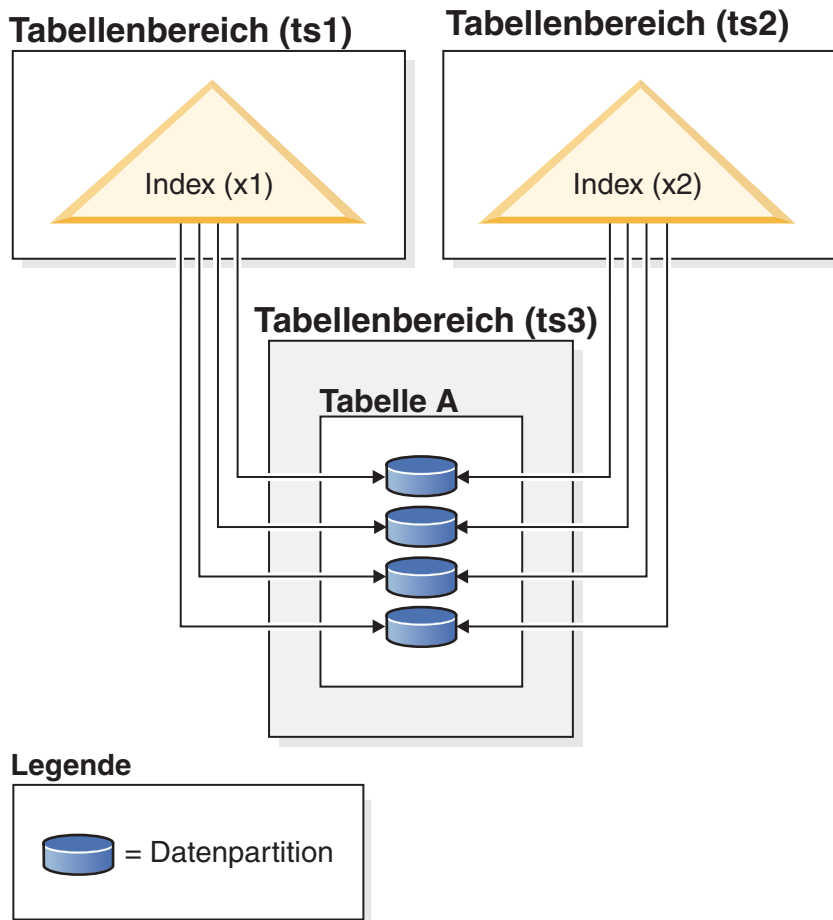 Tabellenbereich (ts1)
Tabellenbereich (ts2)
Index (x1)
Index (x2)
Tabellenbereich (ts3)
Tabelle A
Legende
= Datenpartition